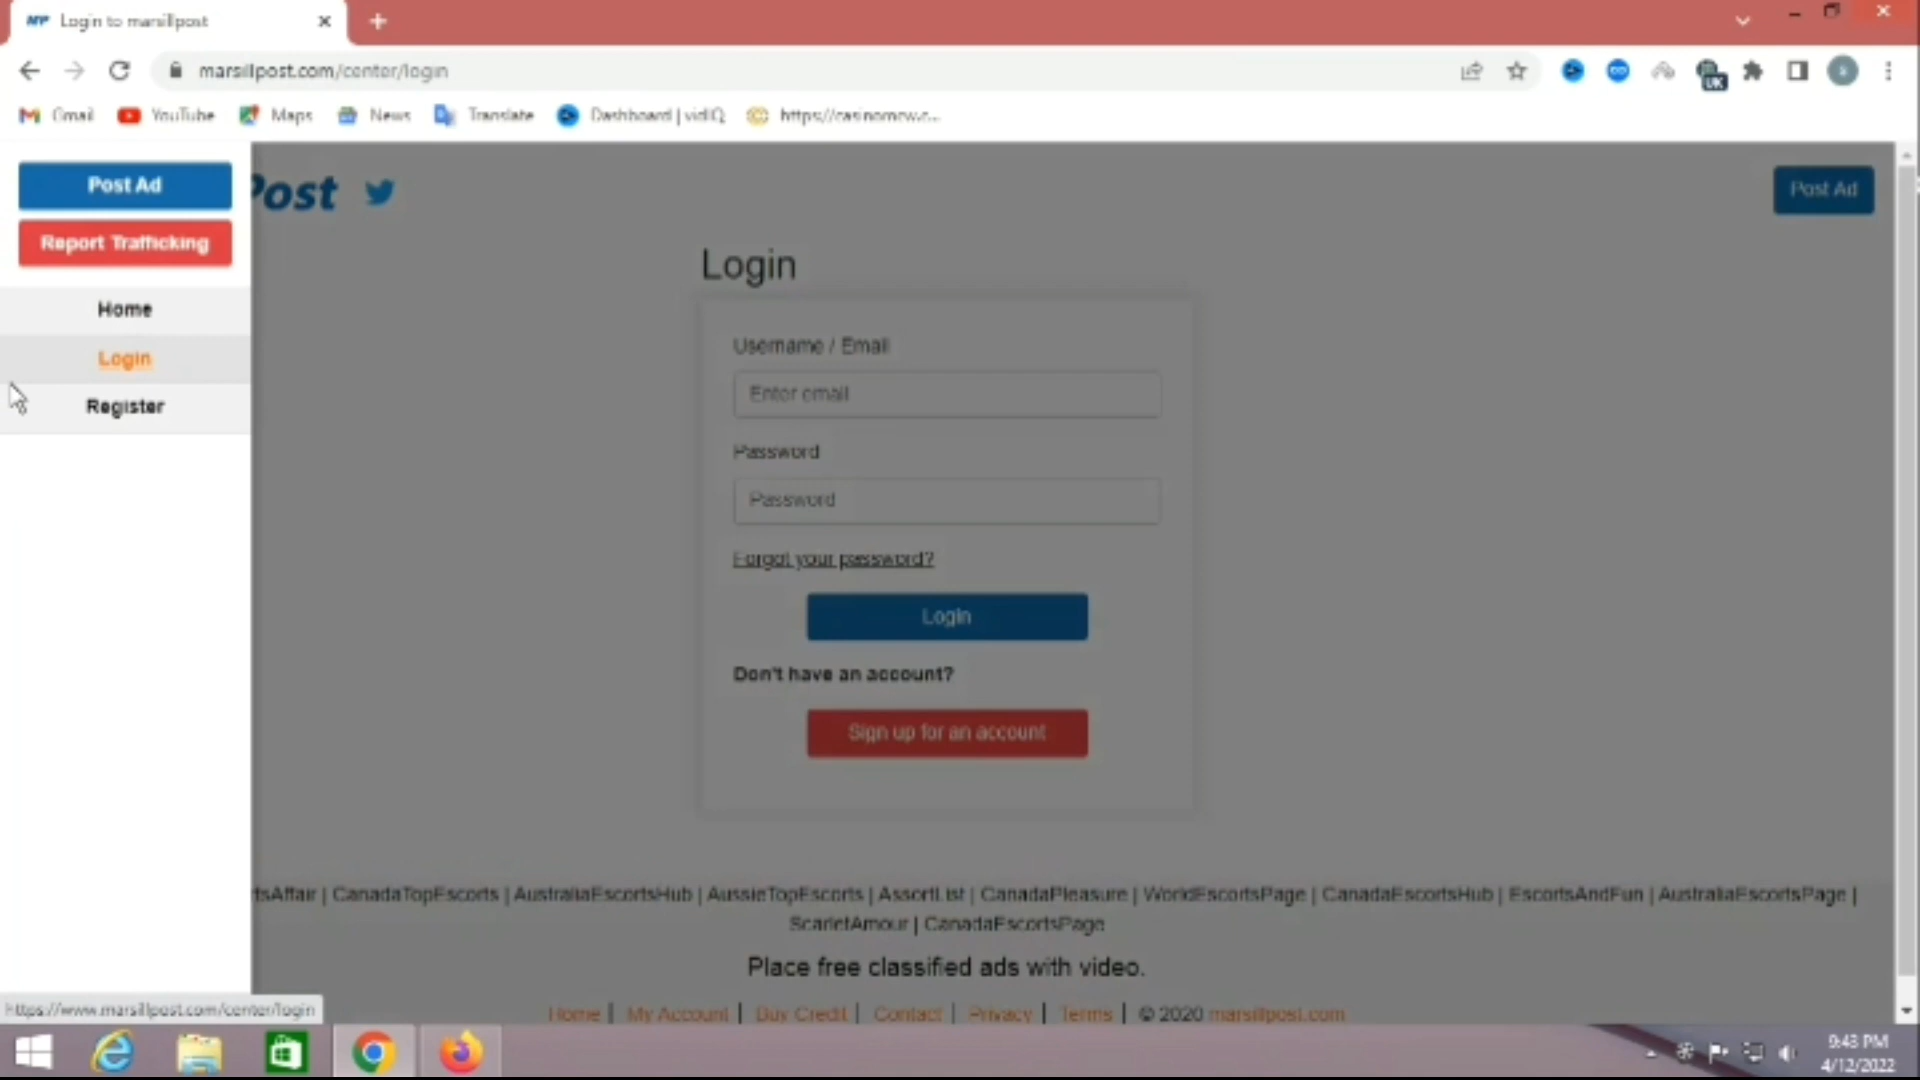 MP Login to marsillpost
marsillpost.com/center/login
UK
Gmail YouTube Maps News Translate Dashboard | vidIQ
Post Ad
Post
Post Ad
Report Trafficking
Login
Home
Username / Email
Login
Enter email
Register
Password
Password
Forgot your password?
Login
Don't have an account?
Sign up for an account
rtsAffair | CanadaTopEscorts | AustraliaEscortsHub | AussieTopEscorts | AssortList | CanadaPleasure | WorldEscortsPage | CanadaEscortsHub | EscortsAndFun | AustraliaEscortsPage |
ScarletAmour | CanadaEscortsPage
Place free classified ads with video.
https://www.marsillpost.com/center/login
Home | My Account | Buy Credit | Contact | Privacy | Terms | © 2020 marsillpost.com
9:43 PM
4/12/2022